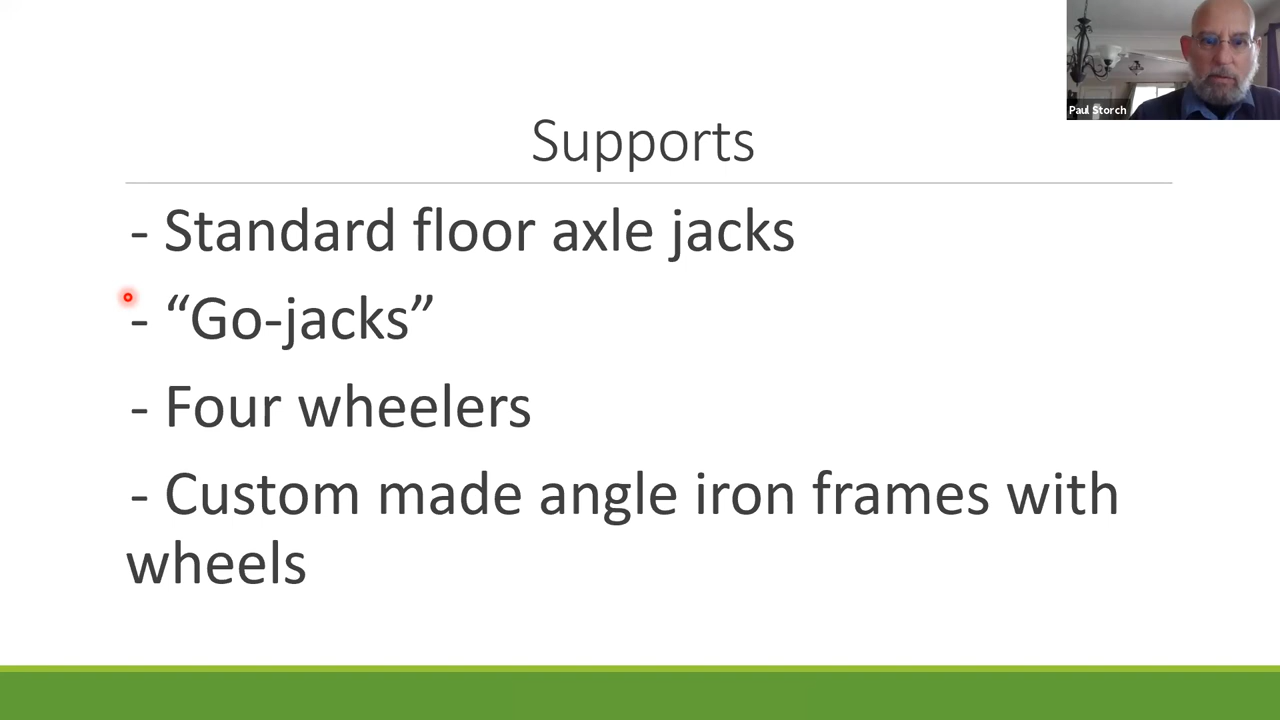 Paul Storch
Supports
- Standard floor axle jacks
- “Go-jacks”
- Four wheelers
- Custom made angle iron frames with
wheels